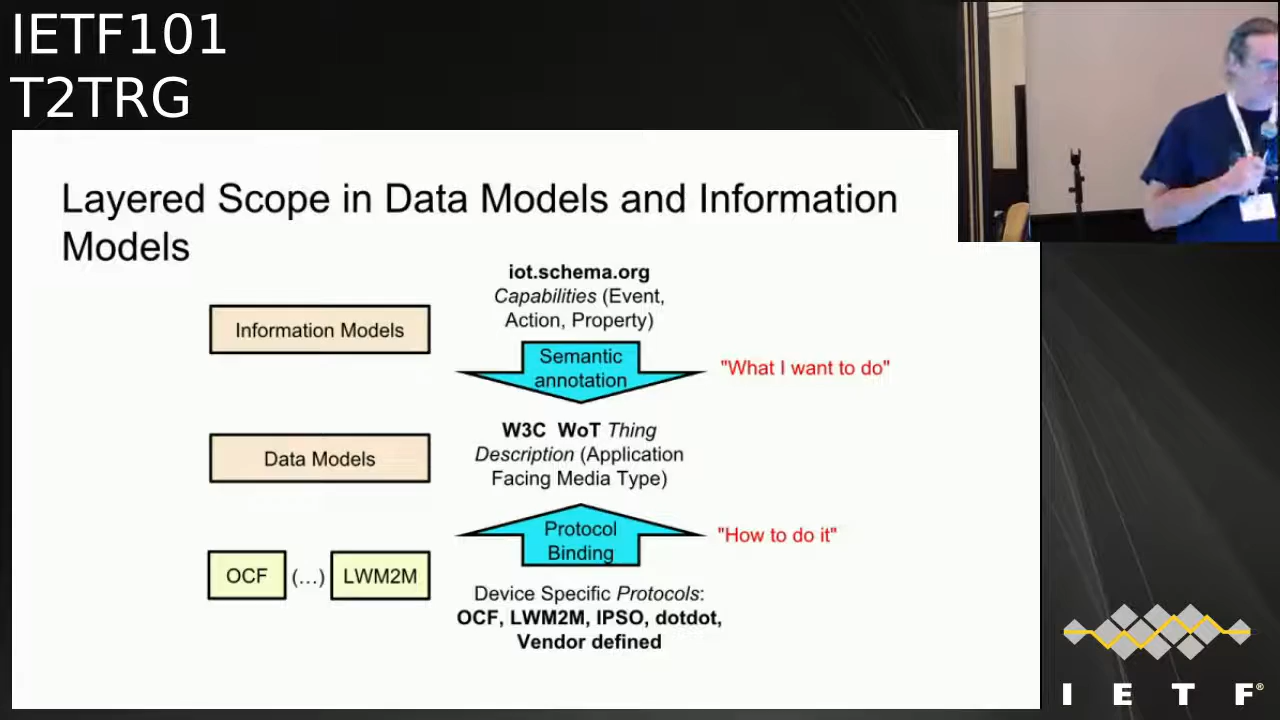 IETF101
T2TRG
Layered Scope in Data Models and Information
Models
iot.schema.org
Capabilities (Event,
Action, Property)
Information Models
Semantic
annotation
"What I want to do"
W3C WoT Thing
Description (Application
Facing Media Type)
Data Models
Protocol
Binding
"How to do it"
OCF (...) LWM2M
Device Specific Protocols:
OCF, LWM2M, IPSO, dotdot,
Vendor defined
I E T F®